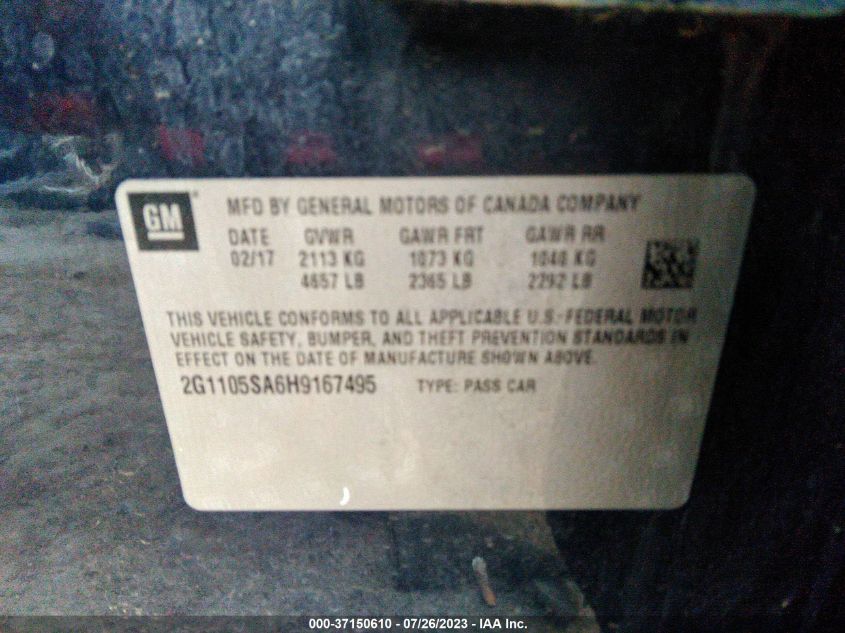 GM
MFD BY GENERAL MOTORS OF CANADA COMPANY
DATE GVWR GAWR FRT GAWR RR
02/17 2113 KG 1073 KG 1040 KG
4657 LB 2365 LB 2292 LB
THIS VEHICLE CONFORMS TO ALL APPLICABLE U.S. FEDERAL MOTOR
VEHICLE SAFETY, BUMPER, AND THEFT PREVENTION STANDARDS IN
EFFECT ON THE DATE OF MANUFACTURE SHOWN ABOVE.
2G1105SA6H9167495 TYPE: PASS CAR
000-37150610 / 07/26/2023 - IAA Inc.